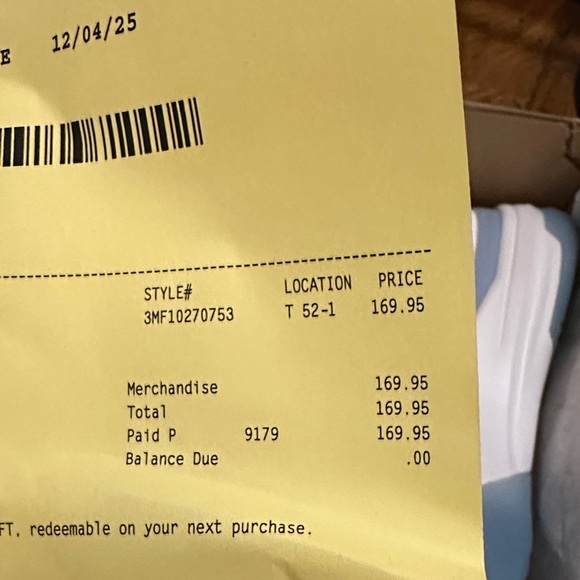 E 12/04/25
STYLE# LOCATION PRICE
3MF10270753 T 52-1 169.95
Merchandise 169.95
Total 169.95
Paid P 9179 169.95
Balance Due .00
FT. redeemable on your next purchase.